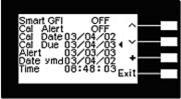 Smart GFI OFF
Cal Alert OFF
Cal Date 03/04/02
Cal Due 03/04/03
Alert 03/03/03
Date ymd 03/04/02
Time 08:48:03 Exit